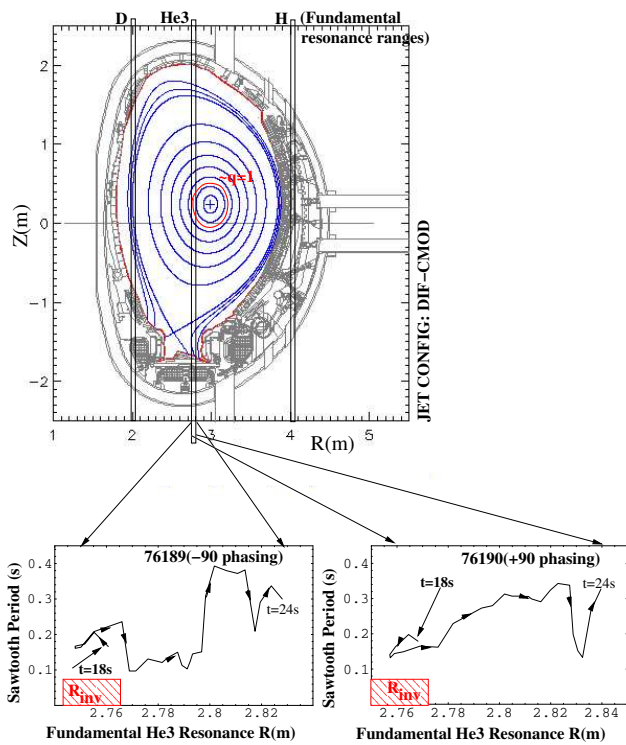 D He3 H (Fundamental
resonance ranges)
2
1
0
−1
−2
Z(m)
~q=1
1 2 3 4 5
R(m)
JET CONFIG: DIF−CMOD
76189(−90 phasing)
0.4
0.3
0.2
0.1
Sawtooth Period (s)
t=18s
t=24s
R inv
2.76 2.78 2.8 2.82
Fundamental He3 Resonance R(m)
76190(+90 phasing)
0.4
0.3
0.2
0.1
Sawtooth Period (s)
t=18s
t=24s
R inv
2.76 2.78 2.8 2.82 2.84
Fundamental He3 Resonance R(m)